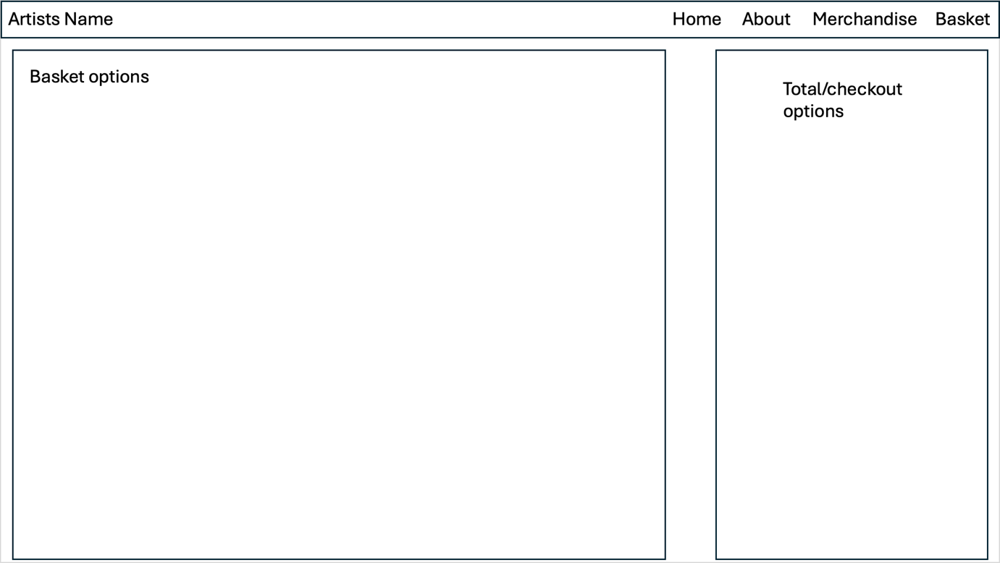 Artists Name
Home About Merchandise Basket
Basket options
Total/checkout
options